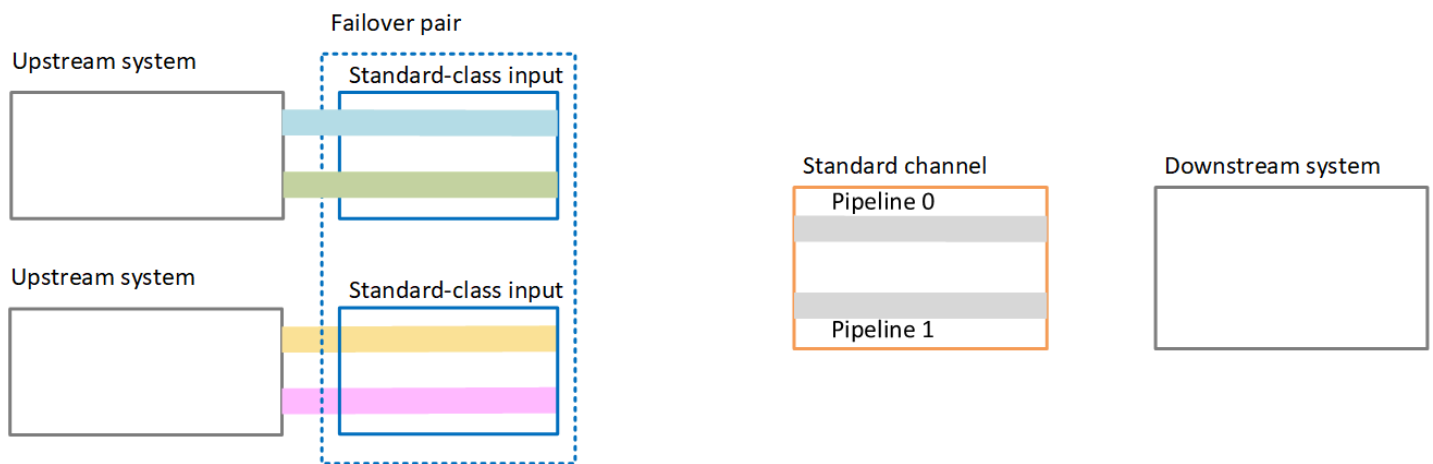 Failover pair
Upstream system
Standard-class input
Standard channel
Downstream system
Pipeline 0
Upstream system
Standard-class input
Pipeline 1